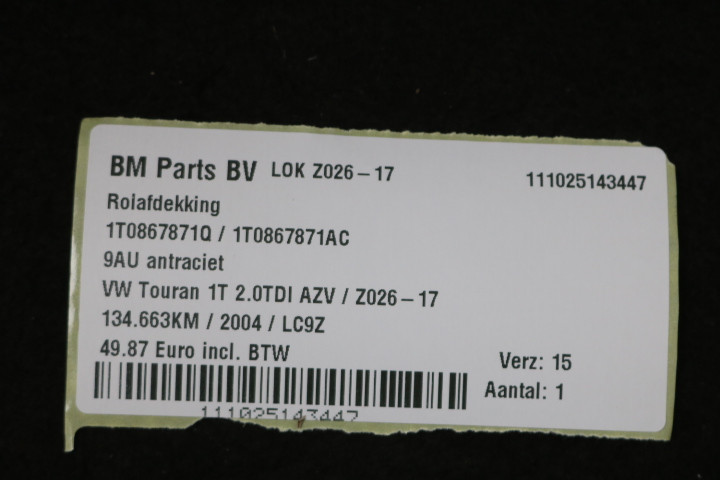 BM Parts BV LOK Z026-17 111025143447
Rolafdekking
1T0867871Q / 1T0867871AC
9AU antraciet
VW Touran 1T 2.0TDI AZV / Z026-17
134.663KM / 2004 / LC9Z
49.87 Euro incl. BTW
Verz: 15
Aantal: 1
111025143447